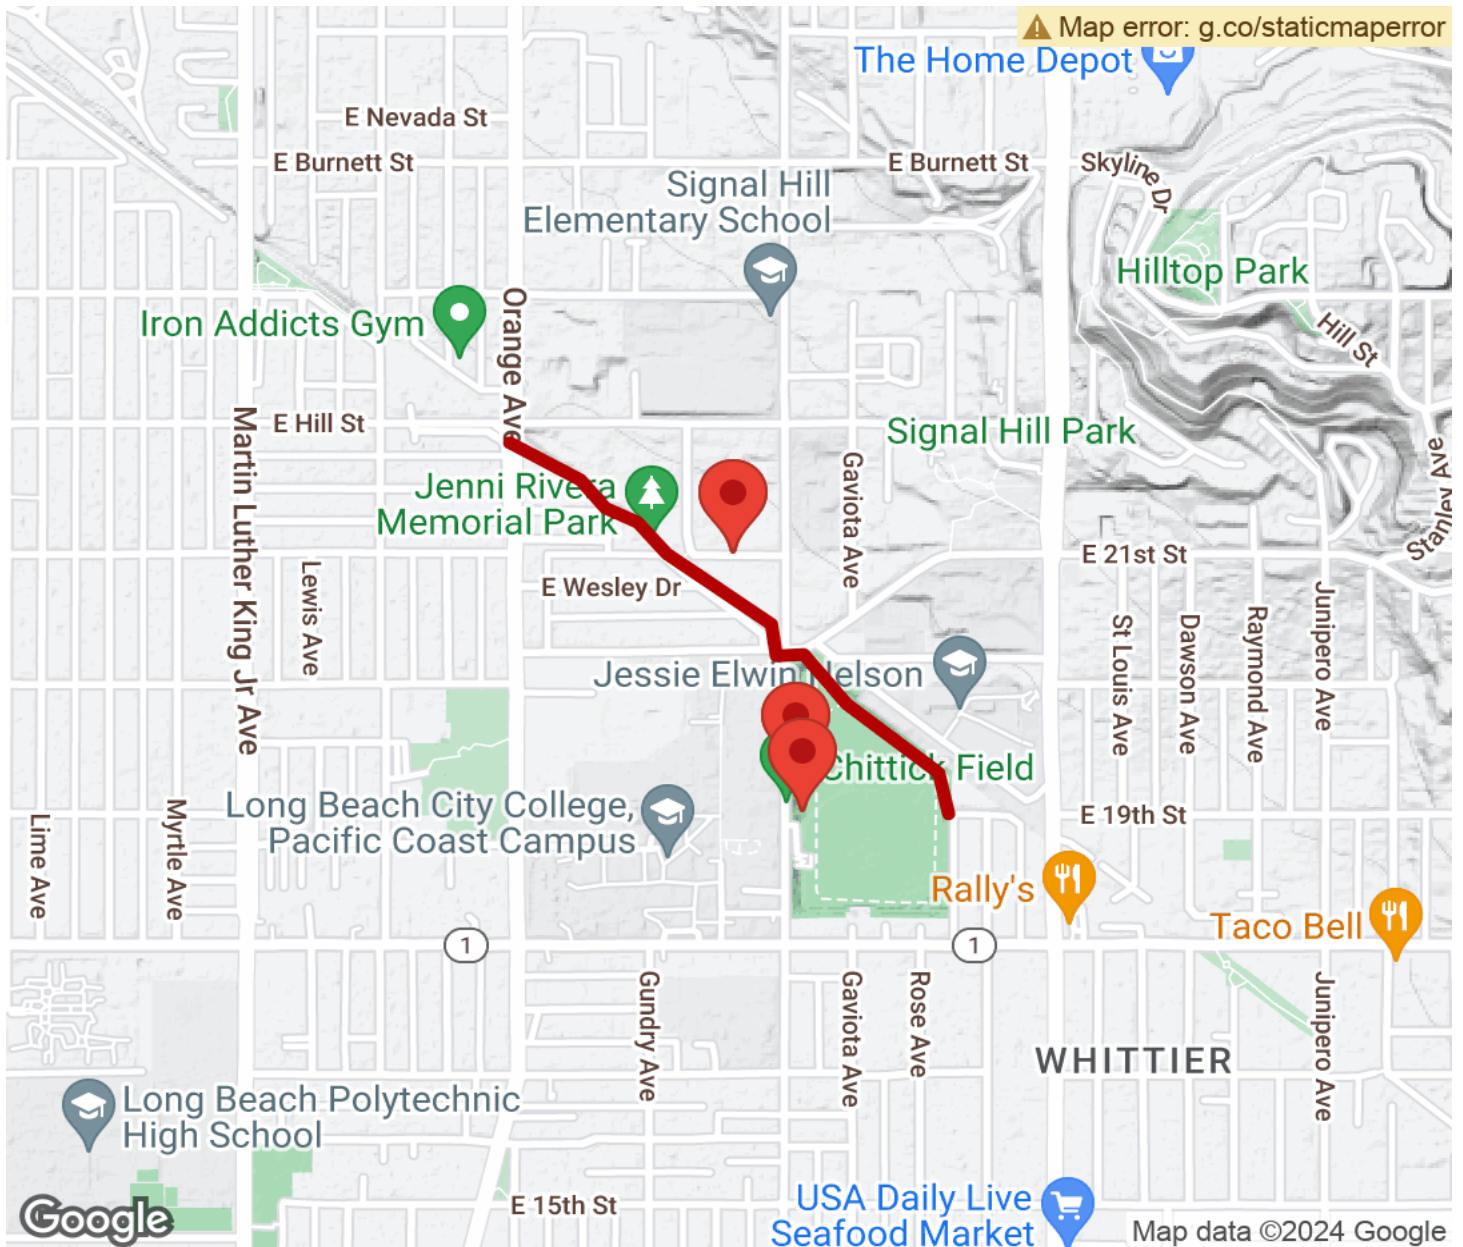 Map error: g.co/staticmaperror
The Home Depot
E Nevada St
E Burnett St
E Burnett St
Skyline Dr
Signal Hill
Elementary School
Hilltop Park
Orange Ave
Iron Addicts Gym
Hill St
E Hill St
Martin Luther King Jr Ave
Signal Hill Park
Stanley Ave
Gaviota Ave
Jenni Rivera
Memorial Park
E 21st St
Lewis Ave
E Wesley Dr
St Louis Ave
Dawson Ave
Raymond Ave
Junipero Ave
Jessie Elwin Nelson
Chittick Field
Long Beach City College,
Pacific Coast Campus
E 19th St
Lime Ave
Myrtle Ave
Rally's
Taco Bell
1
1
Gundry Ave
Gaviota Ave
Rose Ave
Junipero Ave
WHITTIER
Long Beach Polytechnic
High School
E 15th St
USA Daily Live
Seafood Market
Google
Map data ©2024 Google